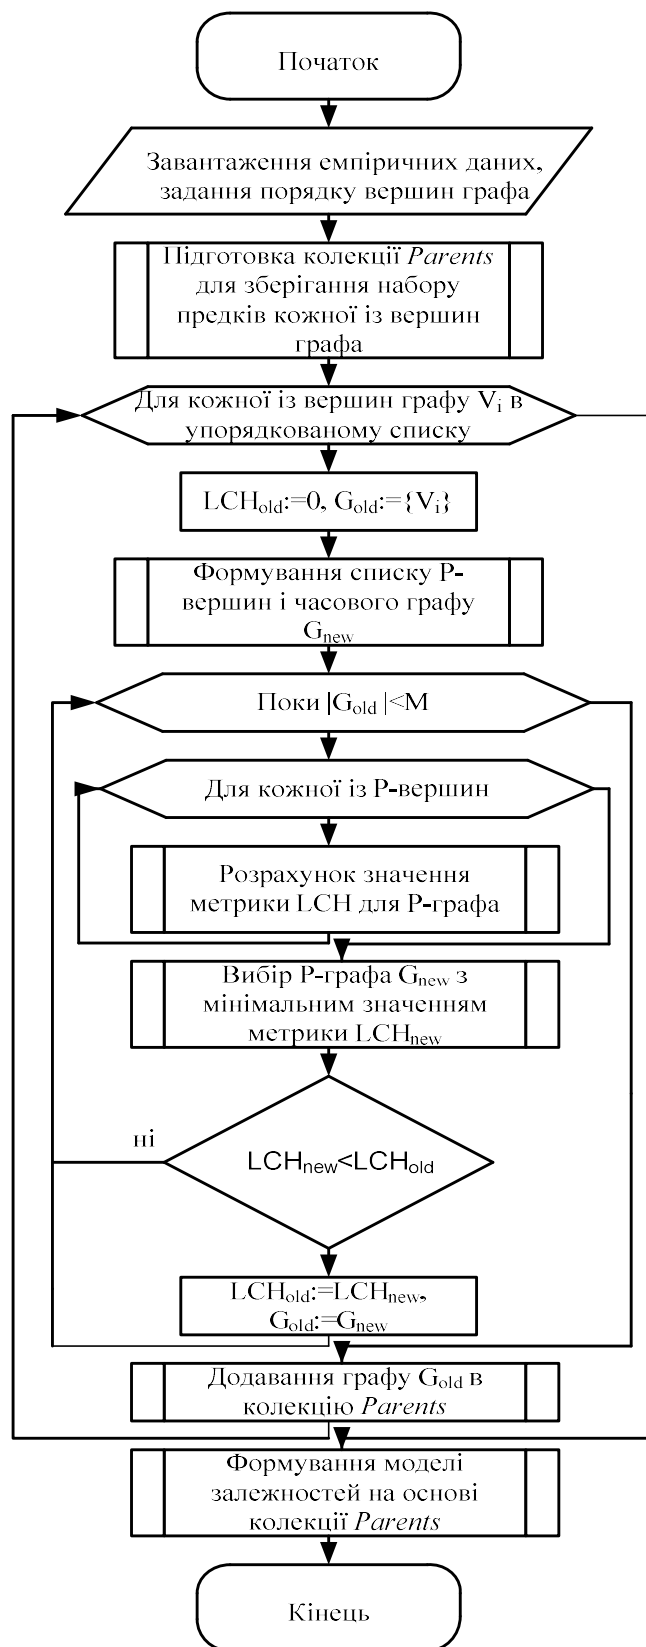 Початок
Завантаження емпіричних даних,
задання порядку вершин графа
Підготовка колекції Parents
для зберігання набору
предків кожної із вершин
графа
Для кожної із вершин графу Vi в
упорядкованому списку
LCHold:=0, Gold:={Vi}
Формування списку P-
вершин і часового графу
Gnew
Поки |Gold |<M
Для кожної із P-вершин
Розрахунок значення
метрики LCH для P-графа
Вибір P-графа Gnew з
мінімальним значенням
метрики LCHnew
ні
LCHnew<LCHold
LCHold:=LCHnew,
Gold:=Gnew
Додавання графу Gold в
колекцію Parents
Формування моделі
залежностей на основі
колекції Parents
Кінець